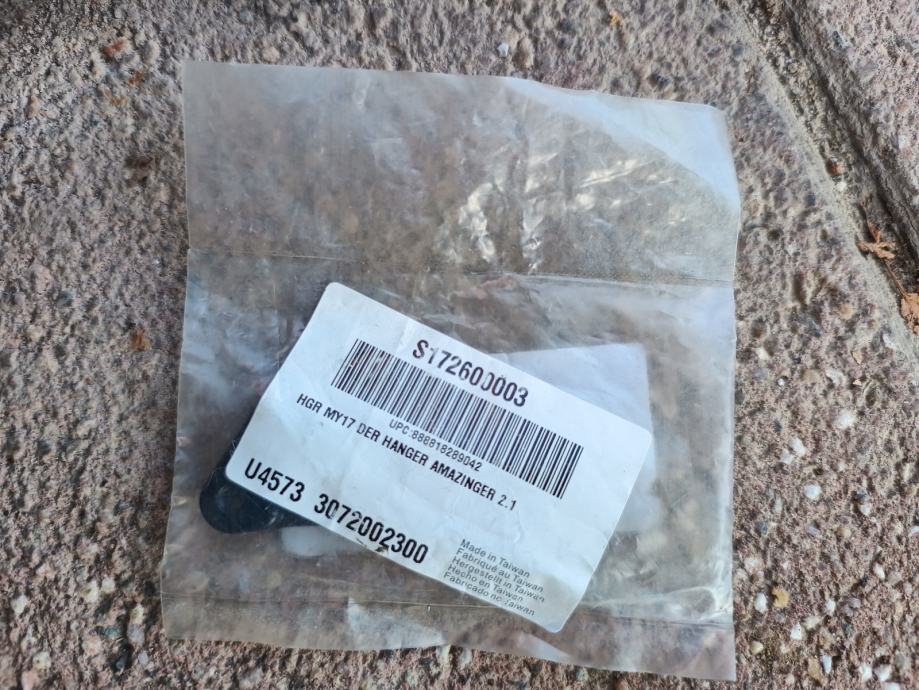 S172600003
UPC:888818289042
HGR MY17 DER HANGER AMAZINGER 2.1
U4573 3072002300
Made in Taiwan
Fabriqué au Taiwan
Hergestellt in Taiwan
Hecho en Taiwan
Fabricado no Taiwan